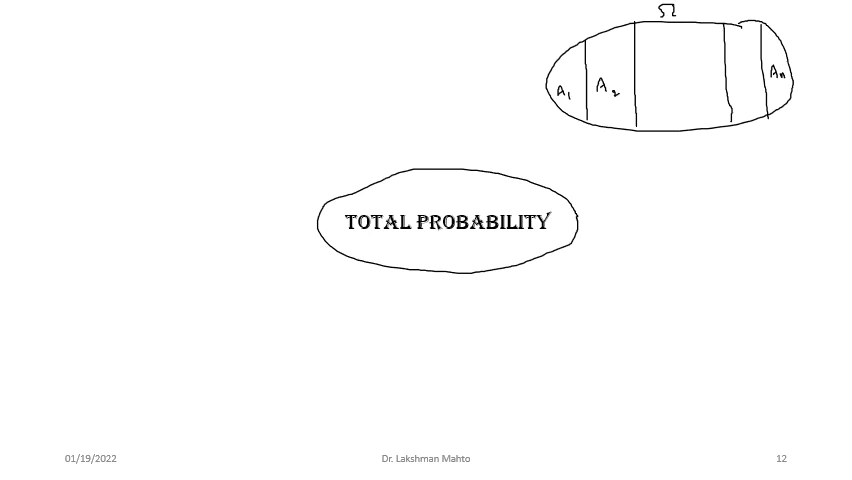 Ω
A₁ A₂ Aₙ
TOTAL PROBABILITY
01/19/2022 Dr. Lakshman Mahto 12